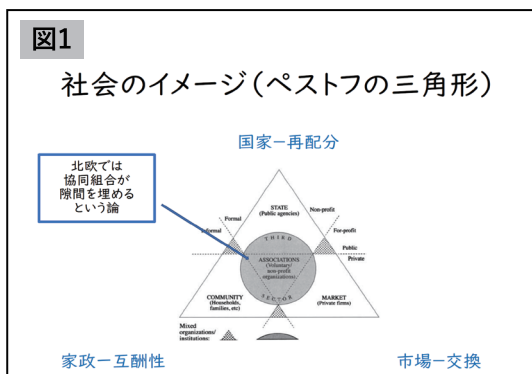 図1
社会のイメージ(ペストフの三角形)
国家−再配分
北欧では
協同組合が
隙間を埋める
という論
Formal
Informal
STATE
(Public agencies)
Non-profit
For-profit
Public
Private
THIRD
ASSOCIATIONS
(Voluntary/
non-profit
organizations)
SECTOR
COMMUNITY
(Households,
families, etc)
MARKET
(Private firms)
Mixed
organizations/
institutions:
家政−互酬性
市場−交換